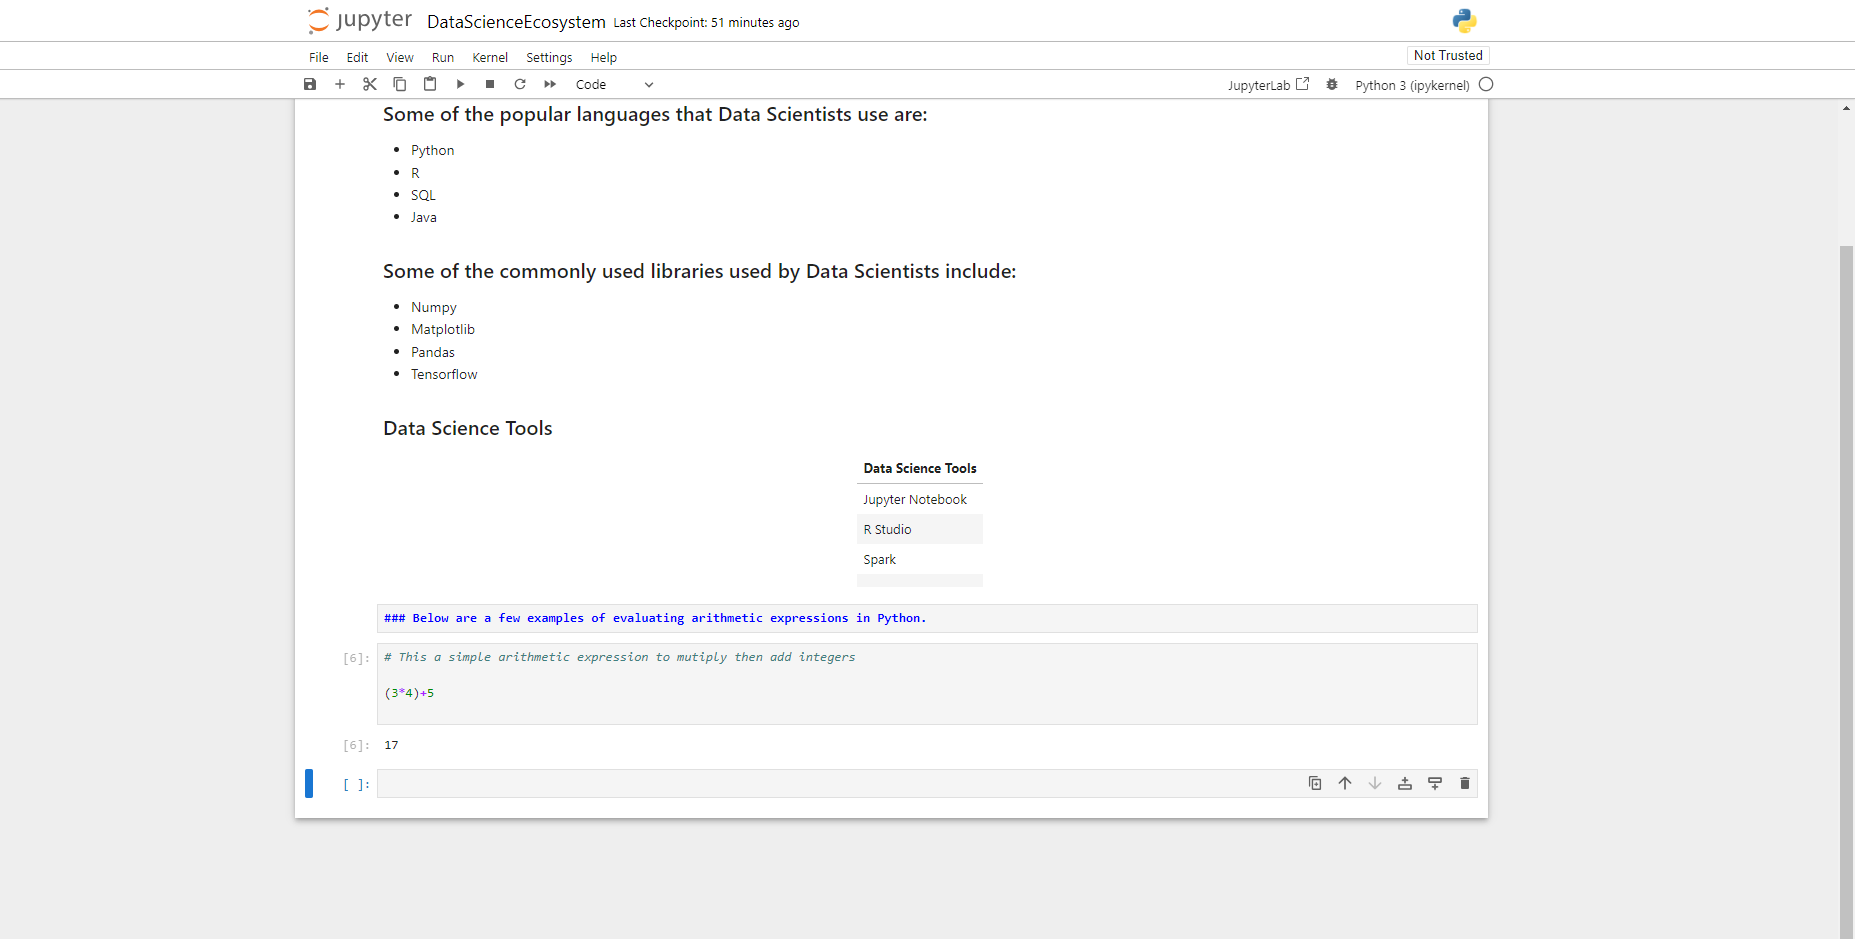 jupyter DataScienceEcosystem Last Checkpoint: 51 minutes ago
File Edit View Run Kernel Settings Help Not Trusted
Code JupyterLab Python 3 (ipykernel)
Some of the popular languages that Data Scientists use are:
• Python
• R
• SQL
• Java
Some of the commonly used libraries used by Data Scientists include:
• Numpy
• Matplotlib
• Pandas
• Tensorflow
Data Science Tools
Data Science Tools
Jupyter Notebook
R Studio
Spark
### Below are a few examples of evaluating arithmetic expressions in Python.
[6]: # This a simple arithmetic expression to mutiply then add integers
(3*4)+5
[6]: 17
[ ]: